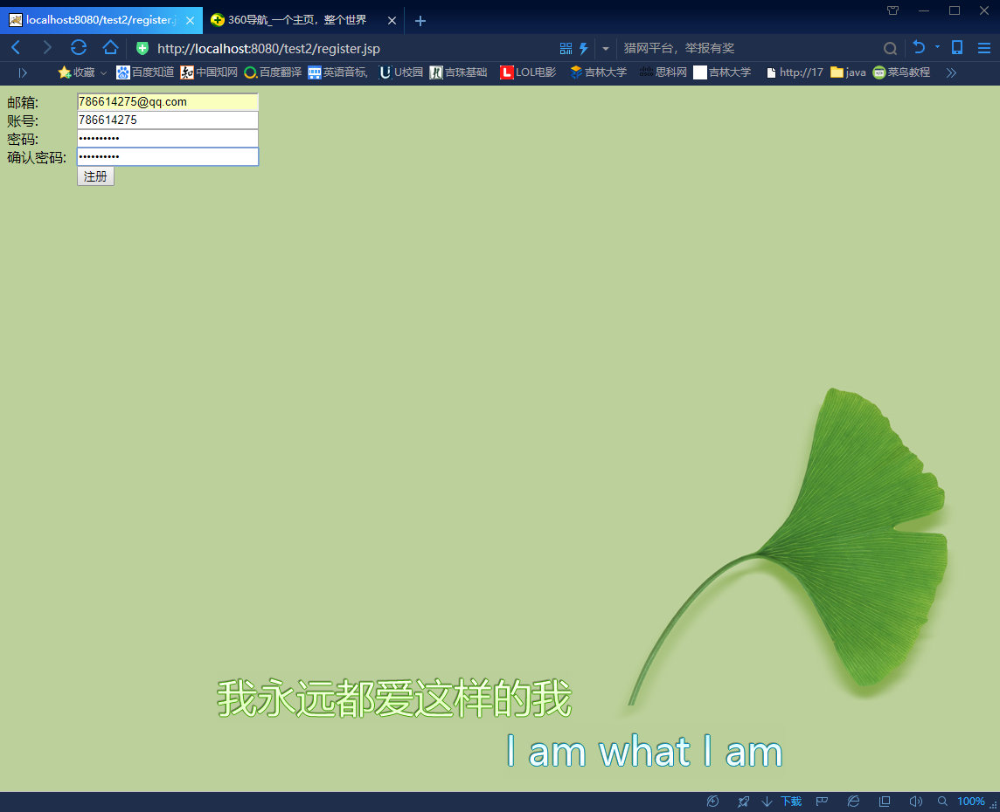 localhost:8080/test2/register.j
360导航_一个主页，整个世界
http://localhost:8080/test2/register.jsp
猎网平台，举报有奖
收藏 百度知道 中国知网 百度翻译 英语音标, U校园 吉珠基础 LOL电影 吉林大学 思科网 吉林大学 http://17 java 菜鸟教程
邮箱: 786614275@qq.com
账号: 786614275
密码: ••••••••••
确认密码: ••••••••••
注册
我永远都爱这样的我
I am what I am
下载 100%